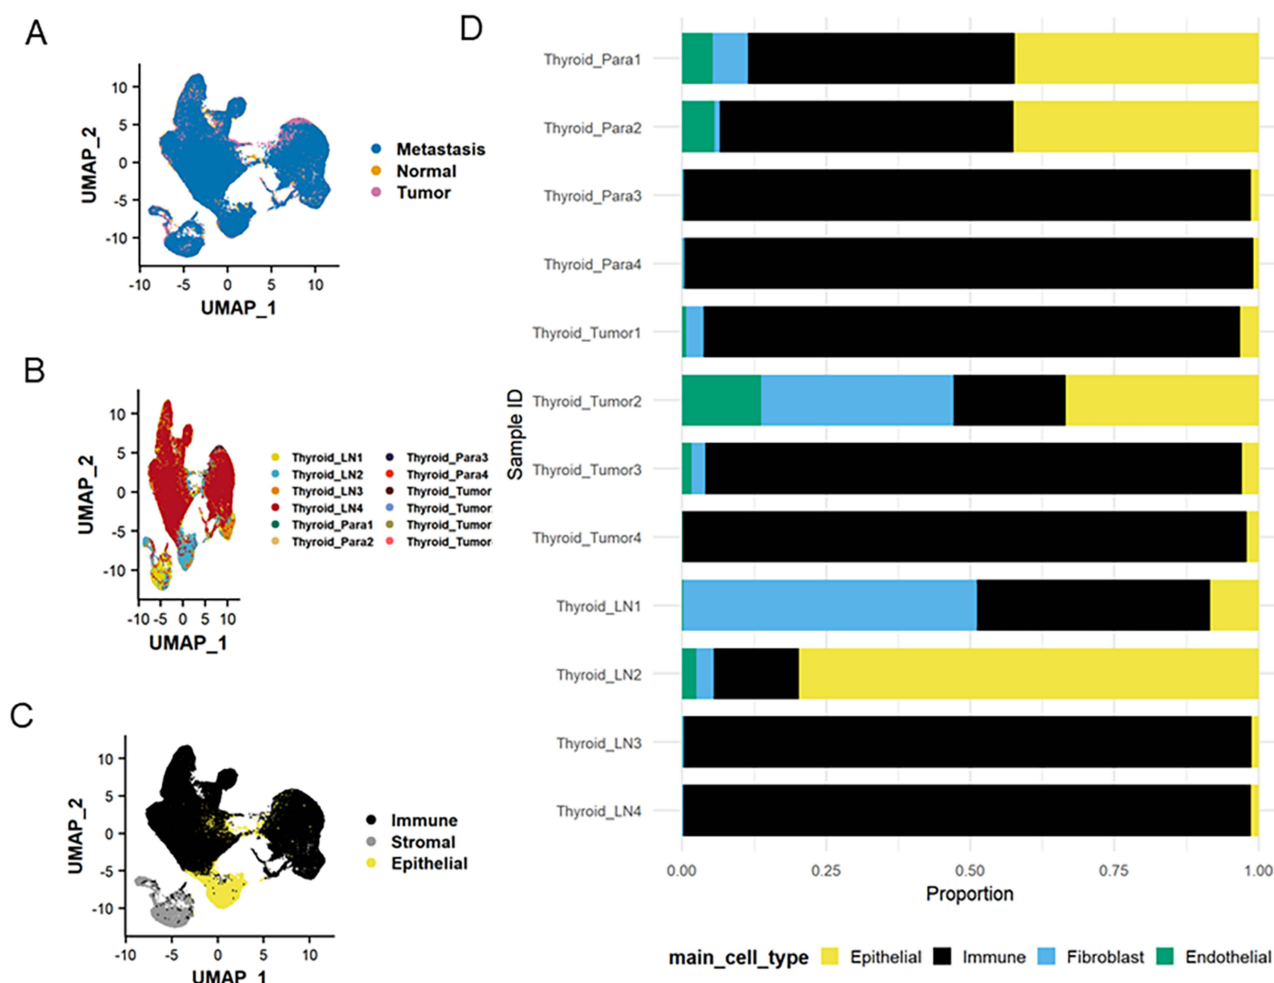 A
UMAP_2
10
5
0
-5
-10
-10 -5 0 5 10
UMAP_1
Metastasis
Normal
Tumor
B
UMAP_2
10
5
0
-5
-10
-10 -5 0 5 10
UMAP_1
Thyroid_LN1
Thyroid_LN2
Thyroid_LN3
Thyroid_LN4
Thyroid_Para1
Thyroid_Para2
Thyroid_Para3
Thyroid_Para4
Thyroid_Tumor
Thyroid_Tumor
Thyroid_Tumor
Thyroid_Tumor
C
UMAP_2
10
5
0
-5
-10
-10 -5 0 5 10
UMAP_1
Immune
Stromal
Epithelial
D
Sample ID
Thyroid_Para1
Thyroid_Para2
Thyroid_Para3
Thyroid_Para4
Thyroid_Tumor1
Thyroid_Tumor2
Thyroid_Tumor3
Thyroid_Tumor4
Thyroid_LN1
Thyroid_LN2
Thyroid_LN3
Thyroid_LN4
0.00 0.25 0.50 0.75 1.00
Proportion
main_cell_type Epithelial Immune Fibroblast Endothelial